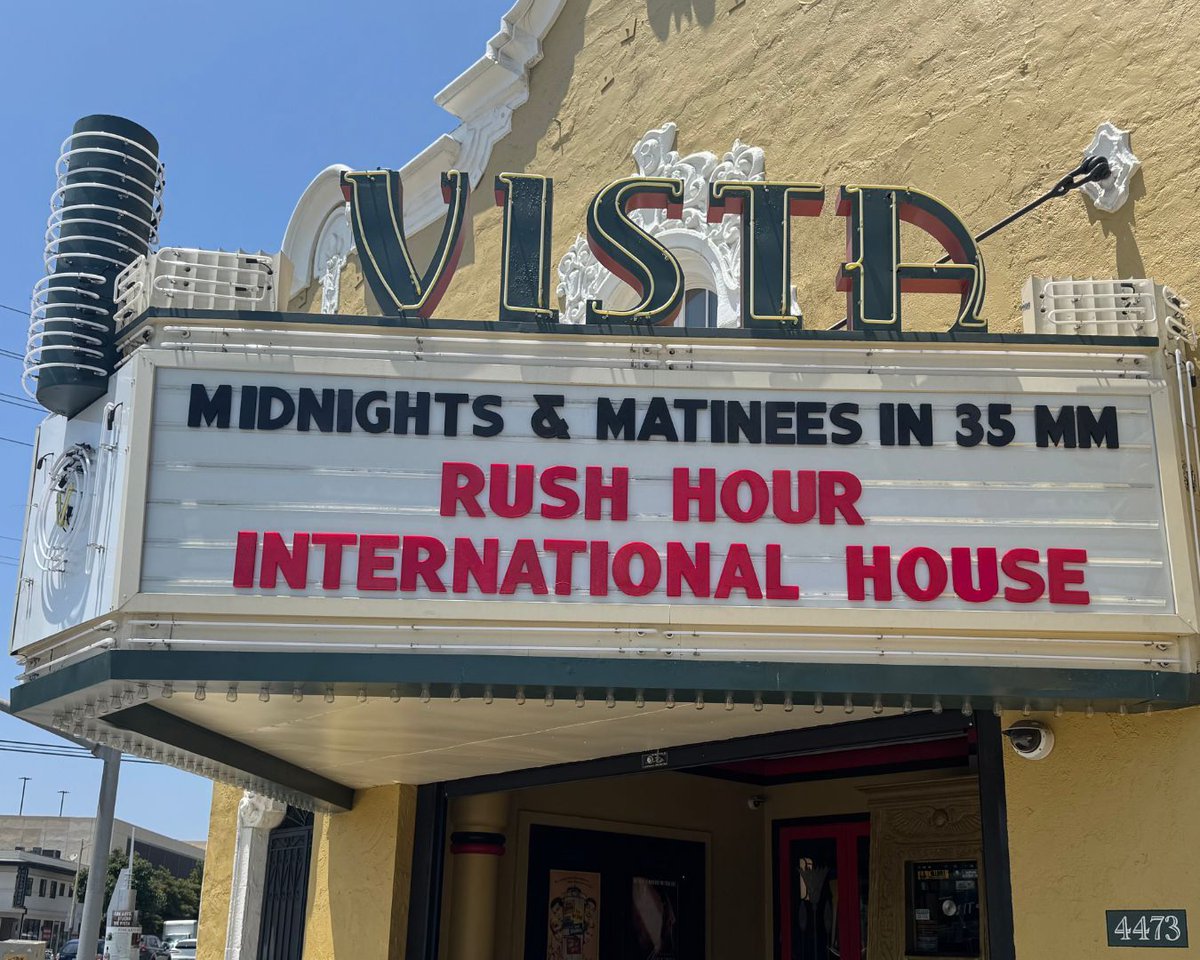 VISTA
MIDNIGHTS & MATINEES IN 35 MM
RUSH HOUR
INTERNATIONAL HOUSE
4473